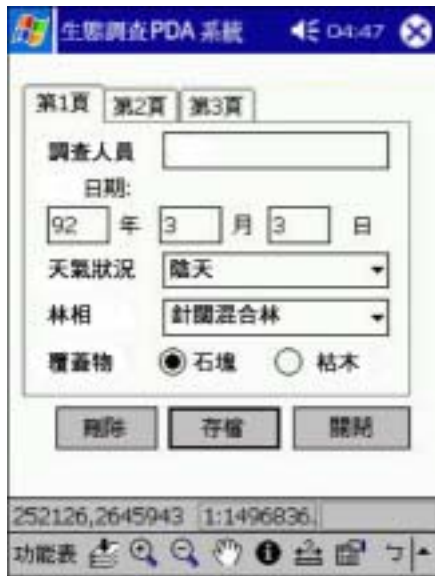 生態調查PDA 系統 04:47
第1頁 第2頁 第3頁
調查人員
日期:
92 年 3 月 3 日
天氣狀況 陰天
林相 針闊混合林
覆蓋物 石塊 枯木
刪除 存檔 關閉
252126,2645943 1:1496836.
功能表 ㄅ